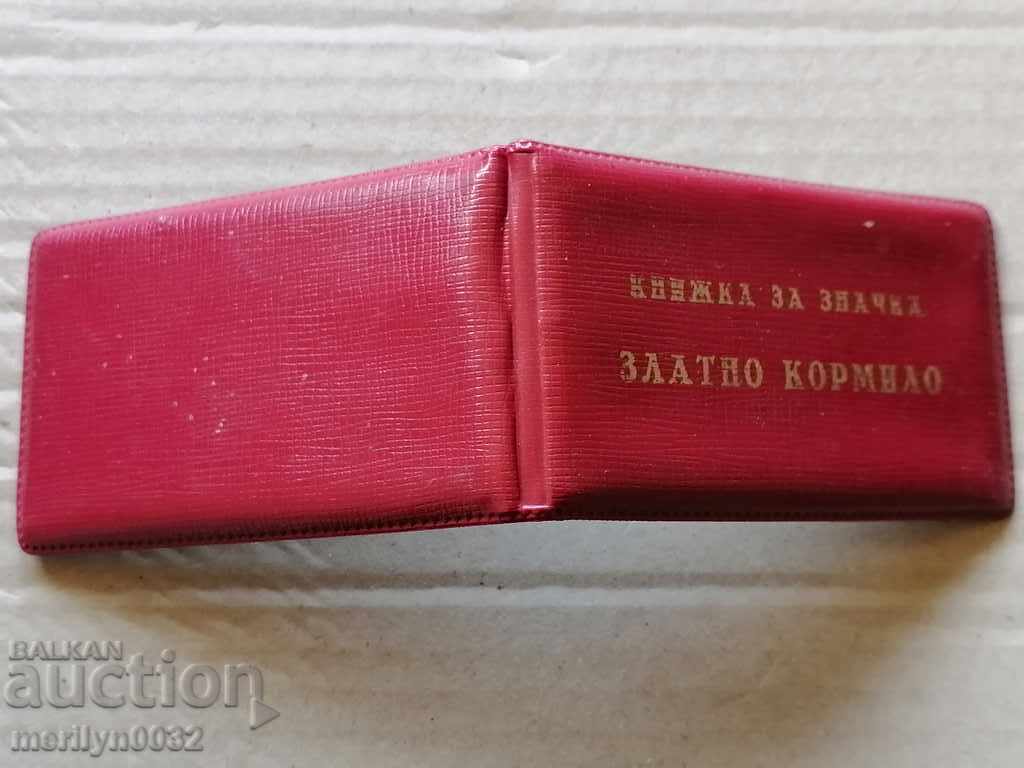 КНИЖКА ЗА ЗНАЧКА
ЗЛАТНО КОРМИЛО
BALKAN
auction
merilyn0032